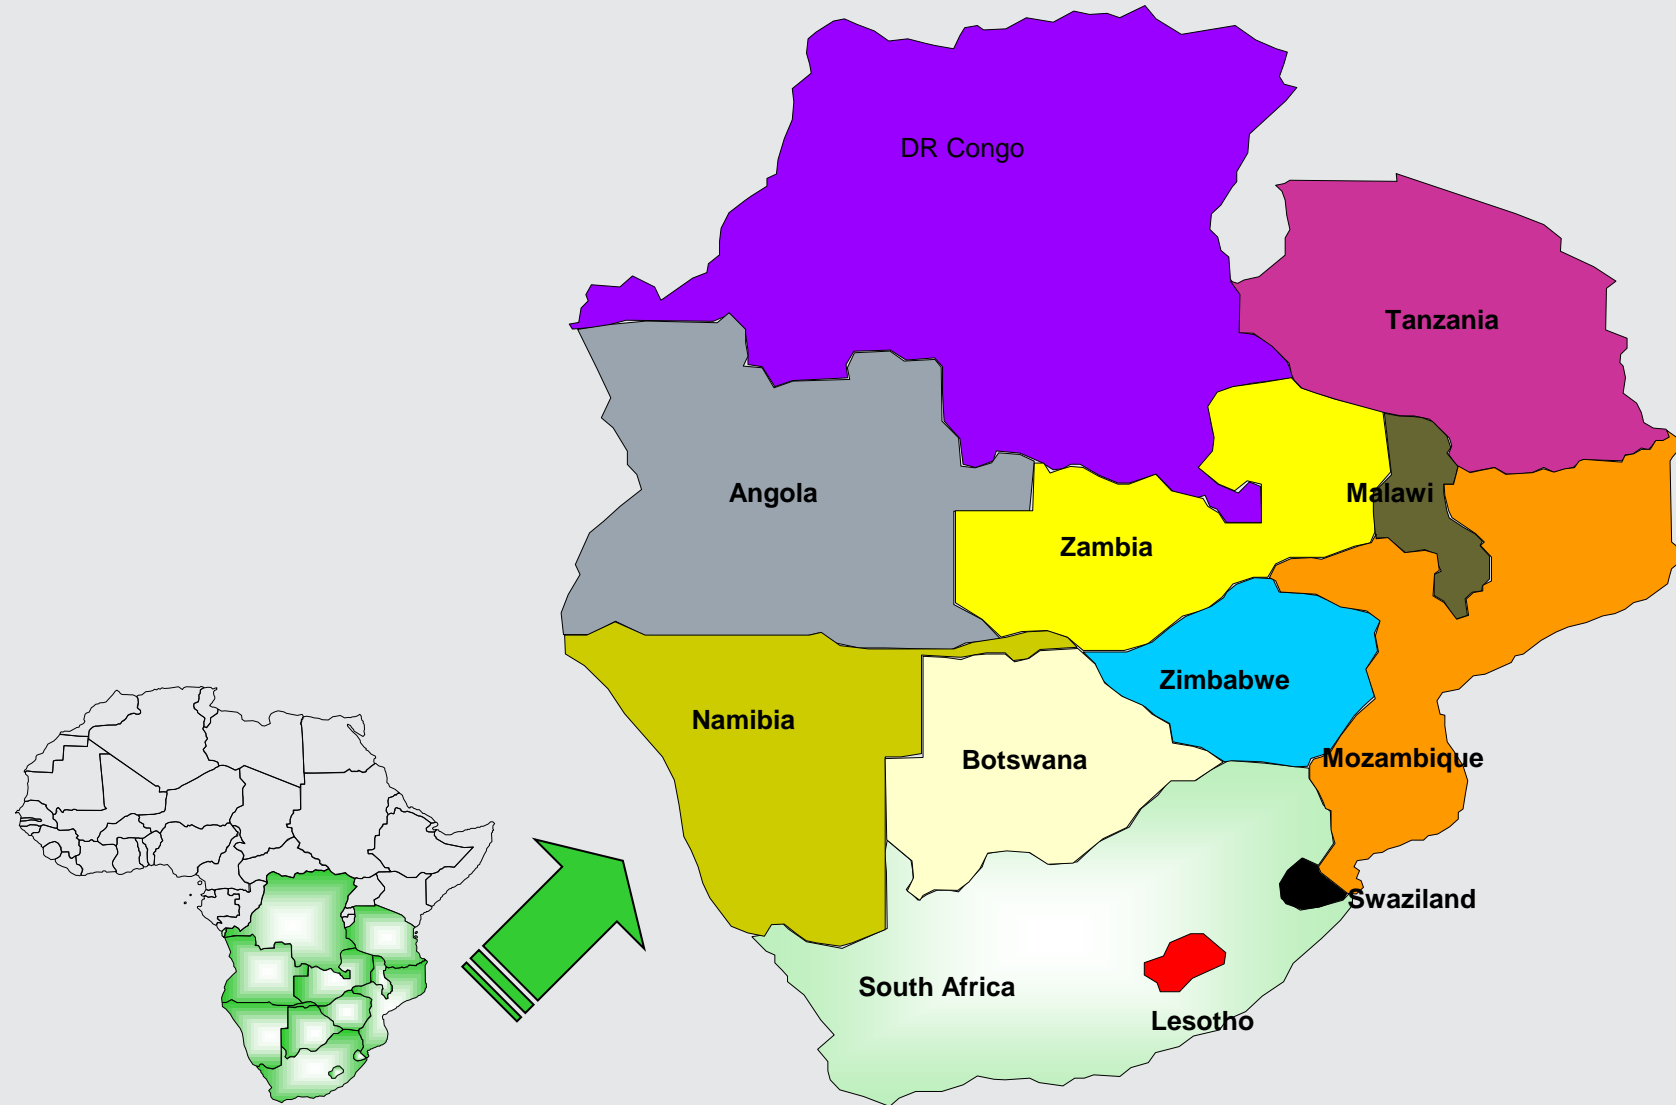 DR Congo
Tanzania
Angola
Malawi
Zambia
Zimbabwe
Namibia
Botswana
Mozambique
Swaziland
South Africa
Lesotho